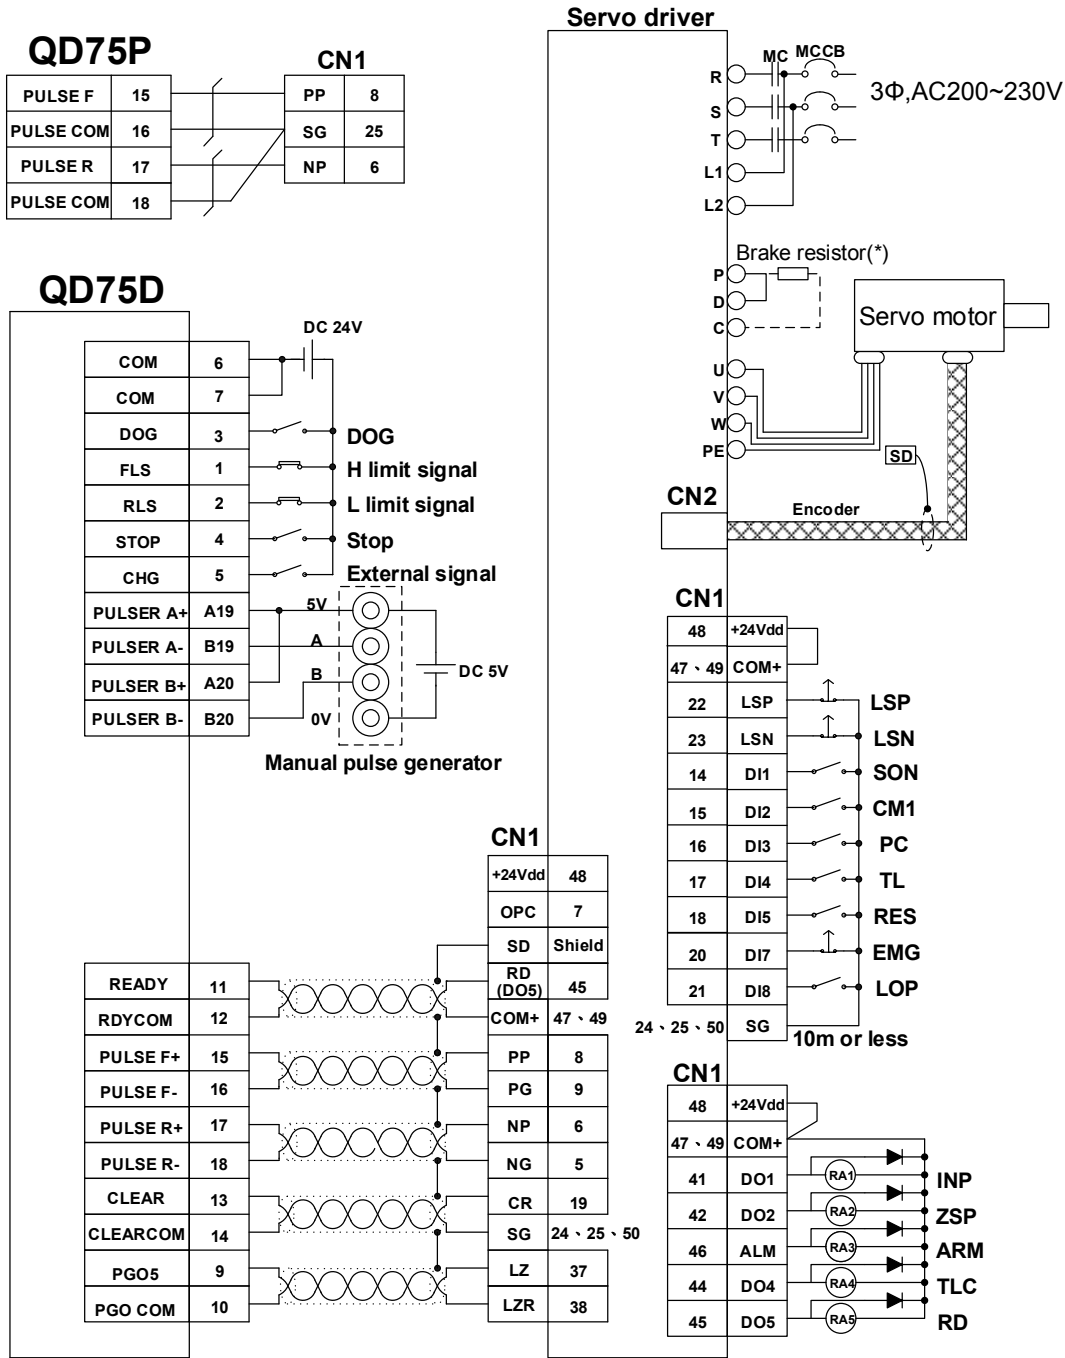 Servo driver
QD75P
CN1
PULSE F 15 PP 8
PULSE COM 16 SG 25
PULSE R 17 NP 6
PULSE COM 18
MC MCCB
R
S
T
L1
L2
3Φ,AC200~230V
Brake resistor(*)
P
D
C
Servo motor
U
V
W
PE
SD
CN2
Encoder
QD75D
DC 24V
COM 6
COM 7
DOG 3 DOG
FLS 1 H limit signal
RLS 2 L limit signal
STOP 4 Stop
CHG 5 External signal
PULSER A+ A19 5V
PULSER A- B19 A
PULSER B+ A20 B
PULSER B- B20 0V
DC 5V
Manual pulse generator
CN1
48 +24Vdd
47、49 COM+
22 LSP LSP
23 LSN LSN
14 DI1 SON
15 DI2 CM1
16 DI3 PC
17 DI4 TL
18 DI5 RES
20 DI7 EMG
21 DI8 LOP
24、25、50 SG
10m or less
CN1
+24Vdd 48
OPC 7
SD Shield
READY 11 RD (DO5) 45
RDYCOM 12 COM+ 47、49
PULSE F+ 15 PP 8
PULSE F- 16 PG 9
PULSE R+ 17 NP 6
PULSE R- 18 NG 5
CLEAR 13 CR 19
CLEARCOM 14 SG 24、25、50
PGO5 9 LZ 37
PGO COM 10 LZR 38
CN1
48 +24Vdd
47、49 COM+
41 DO1 RA1 INP
42 DO2 RA2 ZSP
46 ALM RA3 ARM
44 DO4 RA4 TLC
45 DO5 RA5 RD